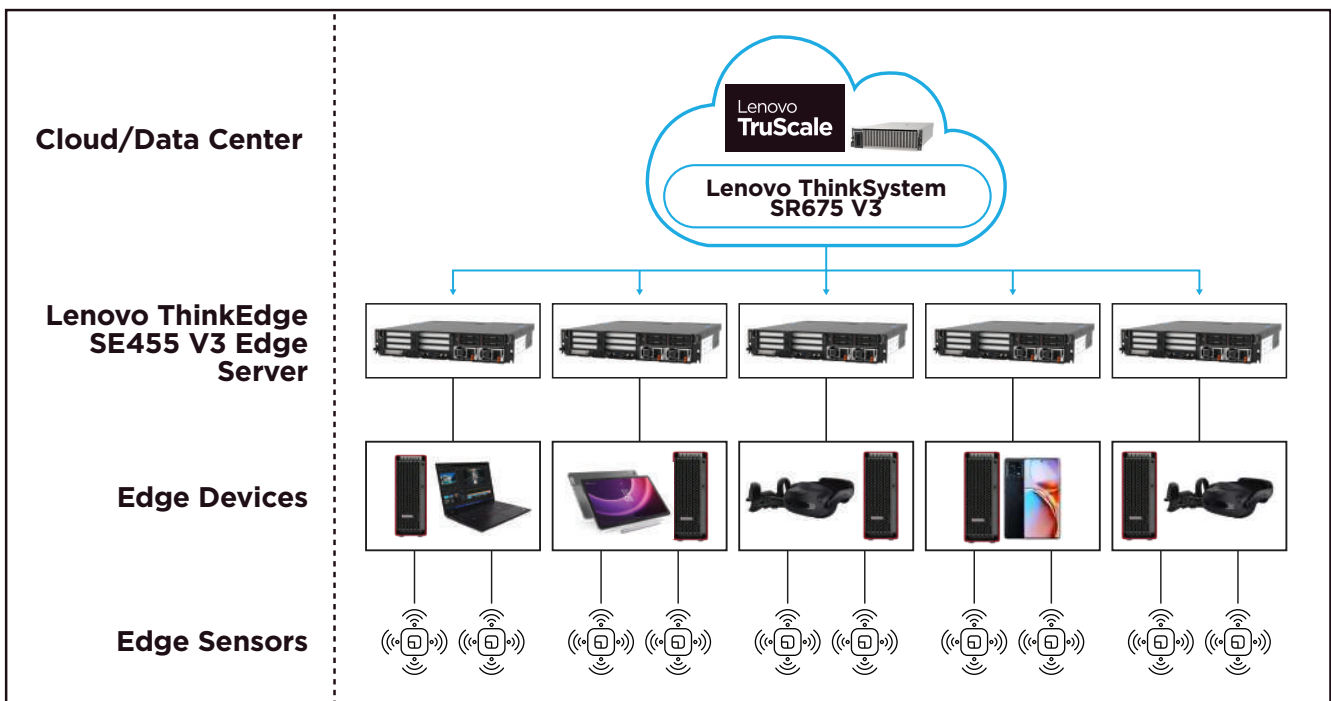 Cloud/Data Center
Lenovo
TruScale
Lenovo ThinkSystem
SR675 V3
Lenovo ThinkEdge
SE455 V3 Edge
Server
Edge Devices
Edge Sensors